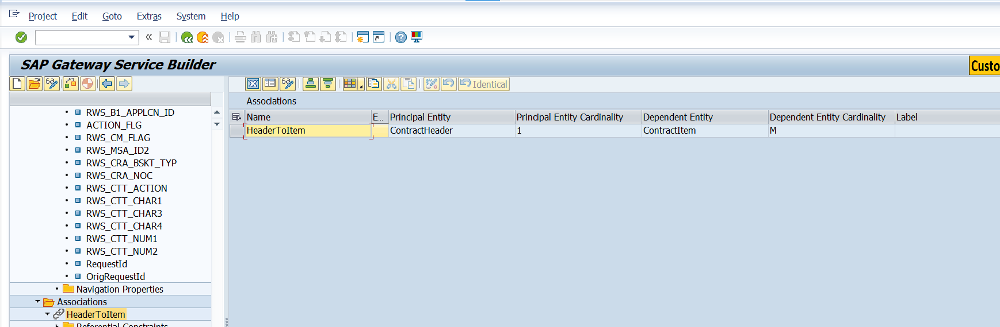 Project Edit Goto Extras System Help
SAP Gateway Service Builder
Custo
Identical
RWS_B1_APPLCN_ID
ACTION_FLG
RWS_CM_FLAG
RWS_MSA_ID2
RWS_CRA_BSKT_TYP
RWS_CRA_NOC
RWS_CTT_ACTION
RWS_CTT_CHAR1
RWS_CTT_CHAR3
RWS_CTT_CHAR4
RWS_CTT_NUM1
RWS_CTT_NUM2
RequestId
OrigRequestId
Navigation Properties
Associations
HeaderToItem
Referential Constraints
Associations
Name E... Principal Entity Principal Entity Cardinality Dependent Entity Dependent Entity Cardinality Label
HeaderToItem ContractHeader 1 ContractItem M